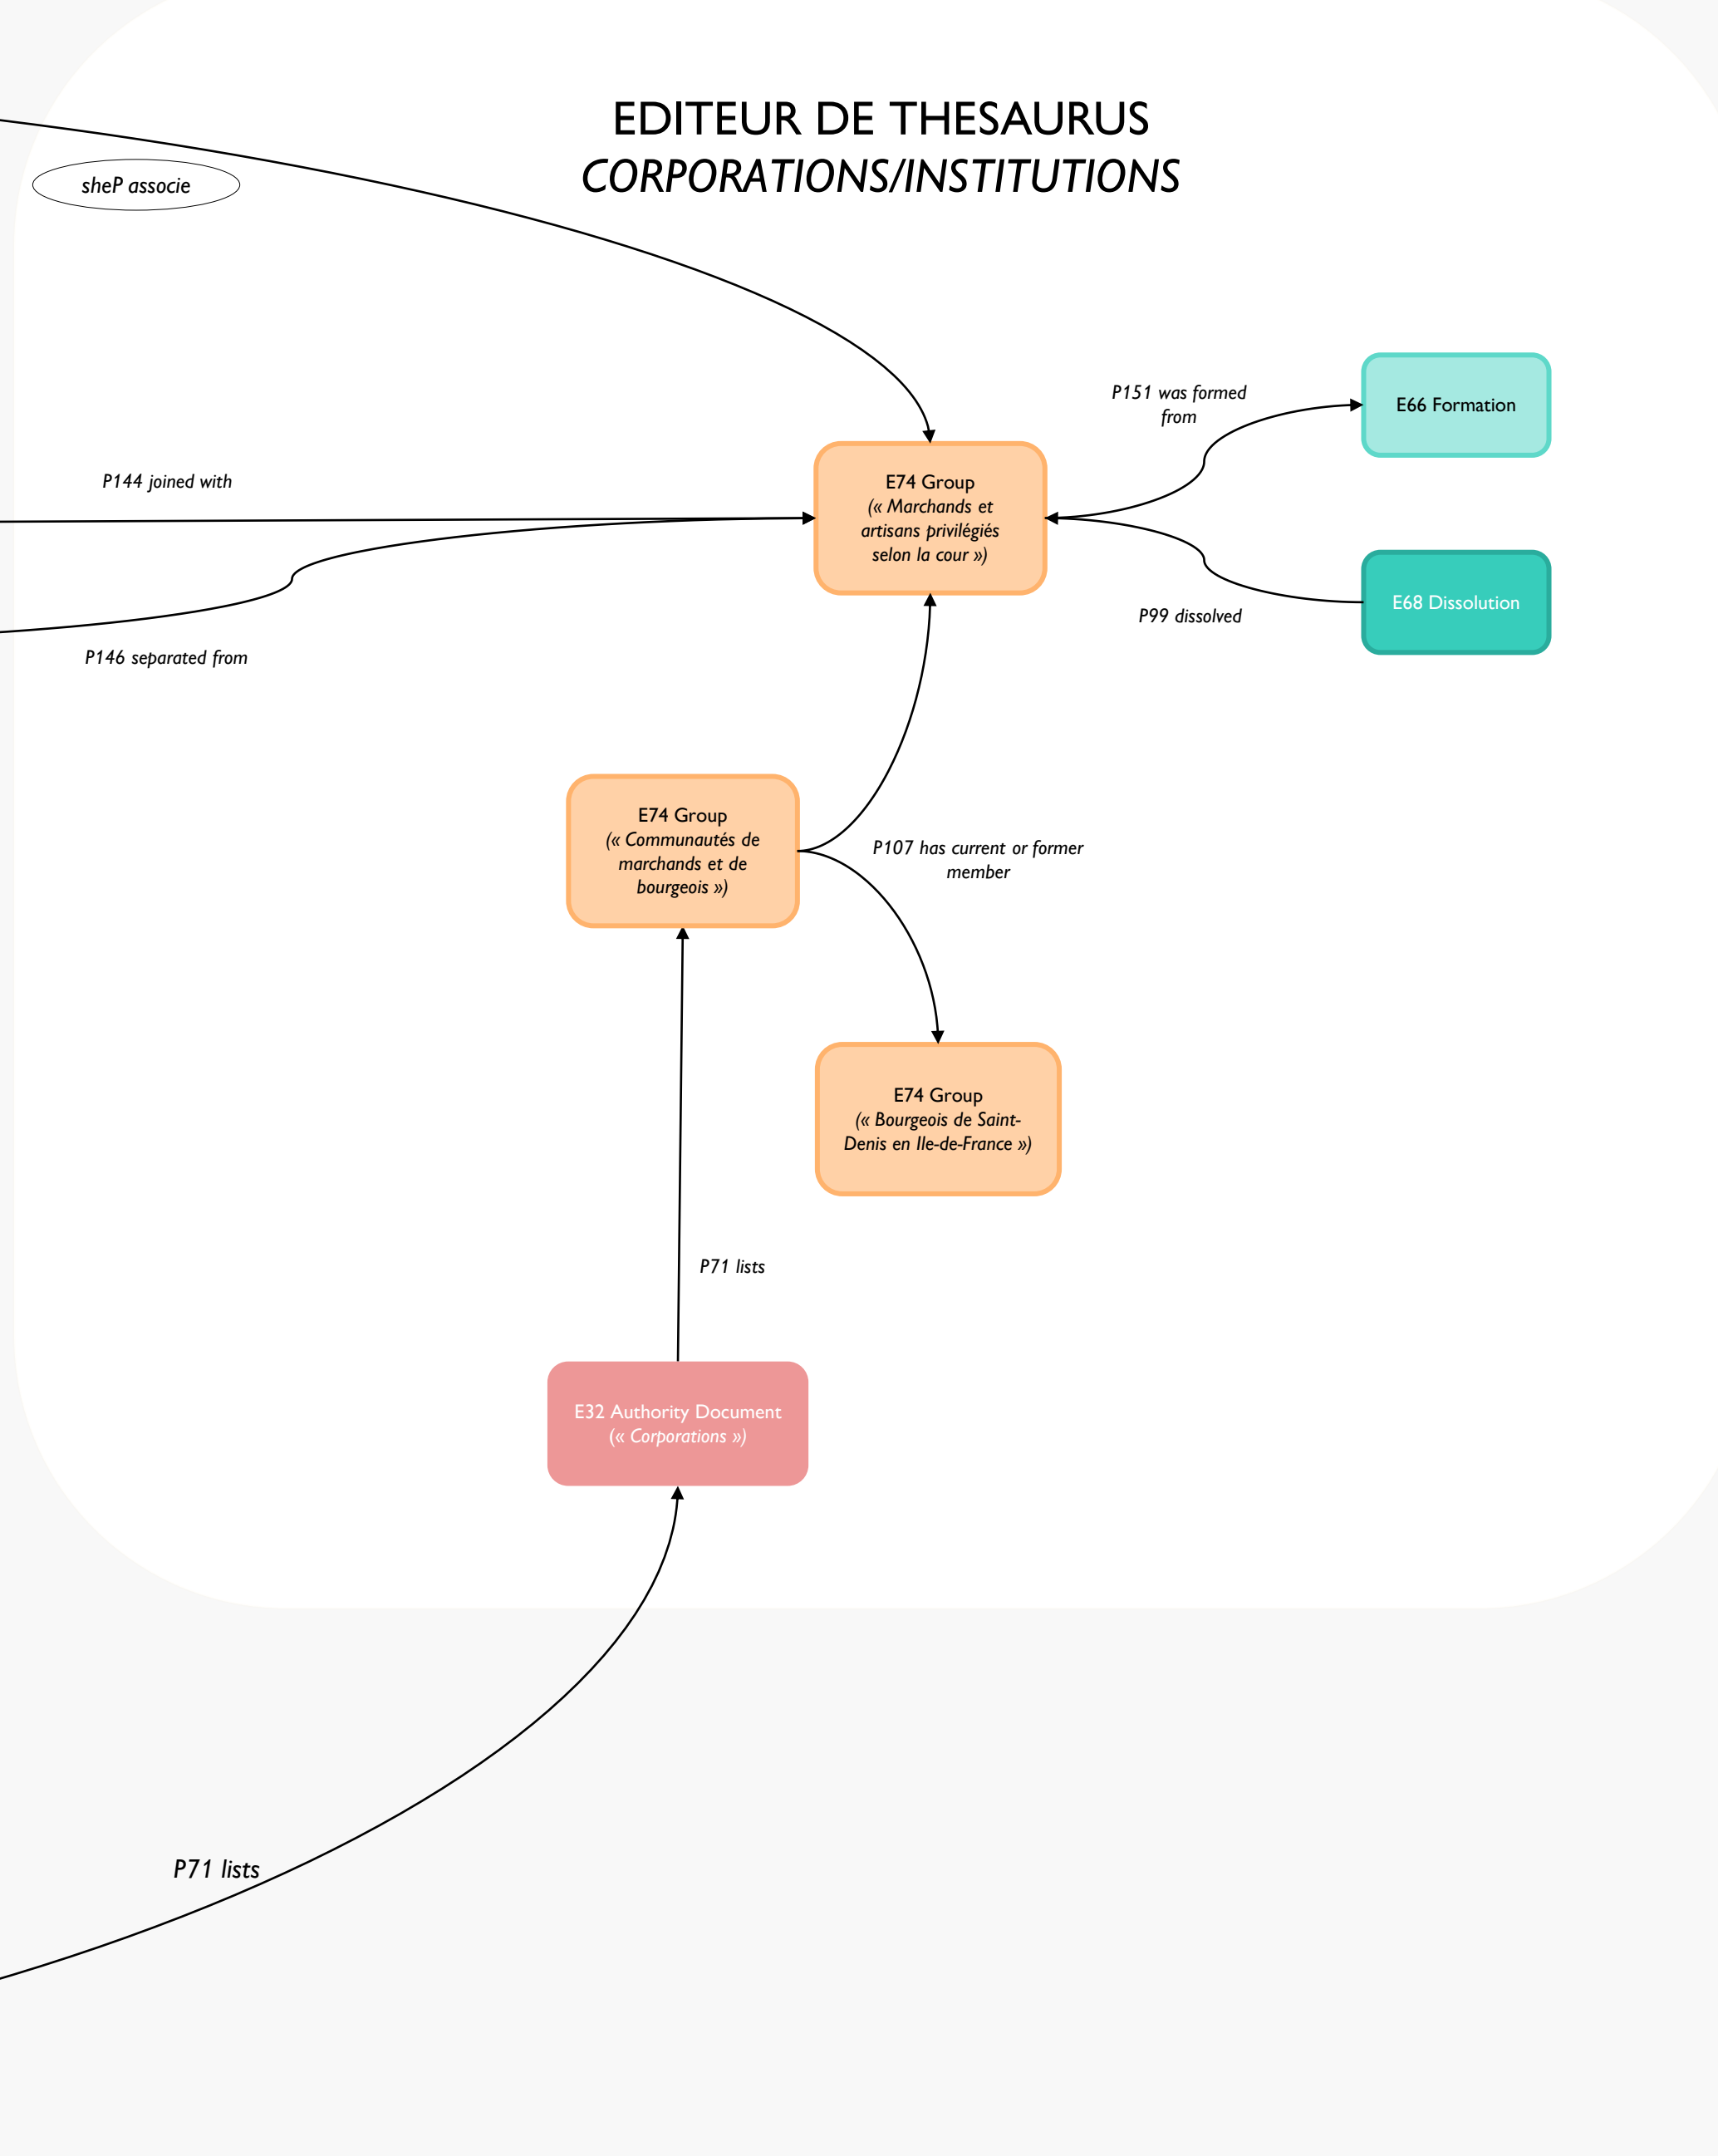 EDITEUR DE THESAURUS
CORPORATIONS/INSTITUTIONS
sheP associe
P151 was formed
from
E66 Formation
P144 joined with
E74 Group
(« Marchands et
artisans privilégiés
selon la cour »)
E68 Dissolution
P99 dissolved
P146 separated from
E74 Group
(« Communautés de
marchands et de
bourgeois »)
P107 has current or former
member
E74 Group
(« Bourgeois de Saint-
Denis en Ile-de-France »)
P71 lists
E32 Authority Document
(« Corporations »)
P71 lists